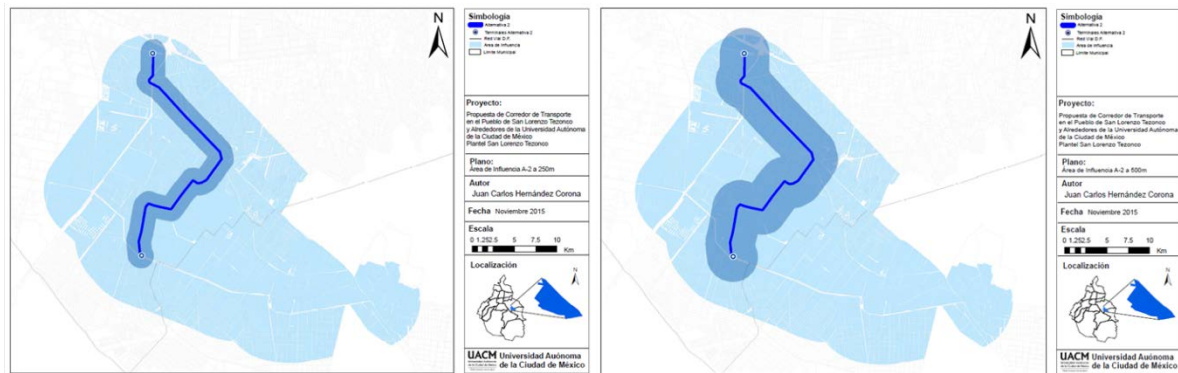 N
Simbología
Alternativa 2
Terminales Alternativa 2
Red Vial D.F.
Área de Influencia
Límite Municipal
Proyecto:
Propuesta de Corredor de Transporte
en el Pueblo de San Lorenzo Tezonco
y Alrededores de la Universidad Autónoma
de la Ciudad de México
Plantel San Lorenzo Tezonco
Plano:
Área de Influencia A-2 a 250m
Autor
Juan Carlos Hernández Corona
Fecha Noviembre 2015
Escala
0 1.252.5 5 7.5 10
Km
Localización
N
UACM Universidad Autónoma
de la Ciudad de México
N
Simbología
Alternativa 2
Terminales Alternativa 2
Red Vial D.F.
Área de Influencia
Límite Municipal
Proyecto:
Propuesta de Corredor de Transporte
en el Pueblo de San Lorenzo Tezonco
y Alrededores de la Universidad Autónoma
de la Ciudad de México
Plantel San Lorenzo Tezonco
Plano:
Área de Influencia A-2 a 500m
Autor
Juan Carlos Hernández Corona
Fecha Noviembre 2015
Escala
0 1.252.5 5 7.5 10
Km
Localización
N
UACM Universidad Autónoma
de la Ciudad de México